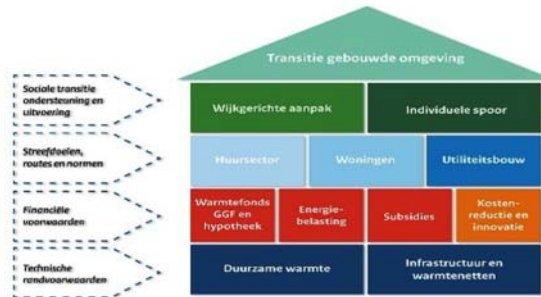 Transitie gebouwde omgeving
Sociale transitie
ondersteuning en
uitvoering
Wijkgerichte aanpak
Individuele spoor
Streefdoelen,
routes en normen
Huursector
Woningen
Utiliteitsbouw
Financiële
voorwaarden
Warmtefonds
GGF en
hypotheek
Energie-
belasting
Subsidies
Kosten-
reductie en
innovatie
Technische
randvoorwaarden
Duurzame warmte
Infrastructuur en
warmtenetten